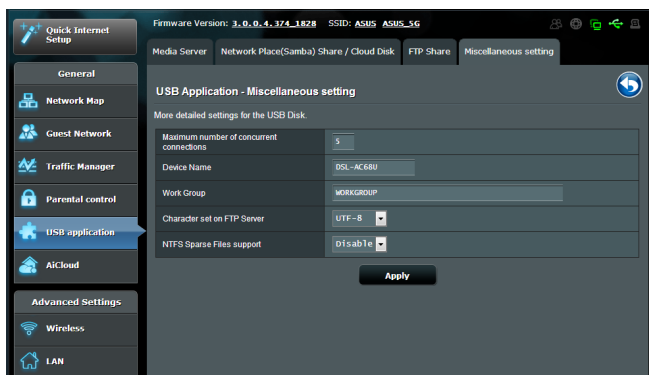 Quick Internet
Setup
Firmware Version: 3.0.0.4.374_1828 SSID: ASUS ASUS_5G
Media Server Network Place(Samba) Share / Cloud Disk FTP Share Miscellaneous setting
General
Network Map
Guest Network
Traffic Manager
Parental control
USB application
AiCloud
Advanced Settings
Wireless
LAN
USB Application - Miscellaneous setting
More detailed settings for the USB Disk.
Maximum number of concurrent
connections
5
Device Name DSL-AC68U
Work Group WORKGROUP
Character set on FTP Server UTF-8
NTFS Sparse Files support Disable
Apply